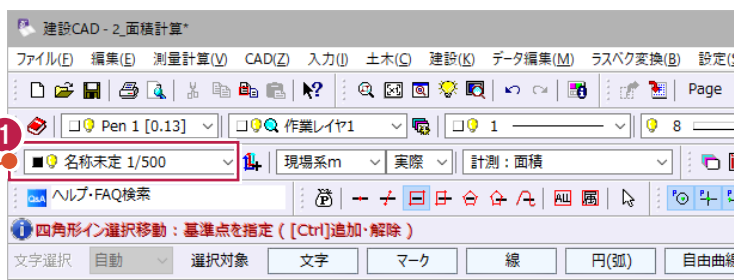 建設CAD - 2_面積計算*
ファイル(F) 編集(E) 測量計算(V) CAD(Z) 入力(I) 土木(C) 建設(K) データ編集(M) ラスベク変換(B) 設定(S
Page
Pen 1 [0.13] 作業レイヤ1 1 8
1
名称未定 1/500 現場系m 実際 計測：面積
Q&A ヘルプ・FAQ検索 ALL 図
四角形イン選択移動：基準点を指定 ( [Ctrl]追加・解除 )
文字選択 自動 選択対象 文字 マーク 線 円(弧) 自由曲線